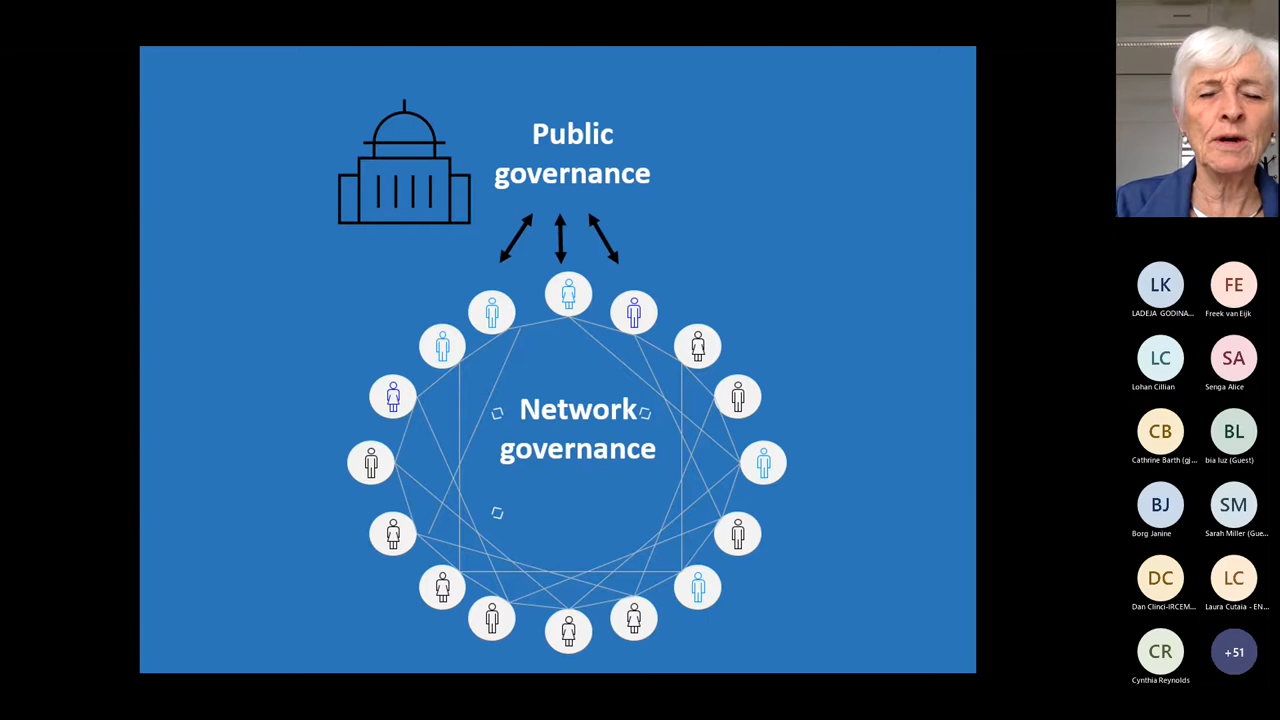 Public
governance
Network
governance
LK
FE
LADEJA GODINA...
Freek van Eijk
LC
SA
Lohan Cillian
Senga Alice
CB
BL
Cathrine Barth (gj...
bia luz (Guest)
BJ
SM
Borg Janine
Sarah Miller (Gue...
DC
LC
Dan Clinci-IRCEM...
Laura Cutaia - EN...
CR
+51
Cynthia Reynolds